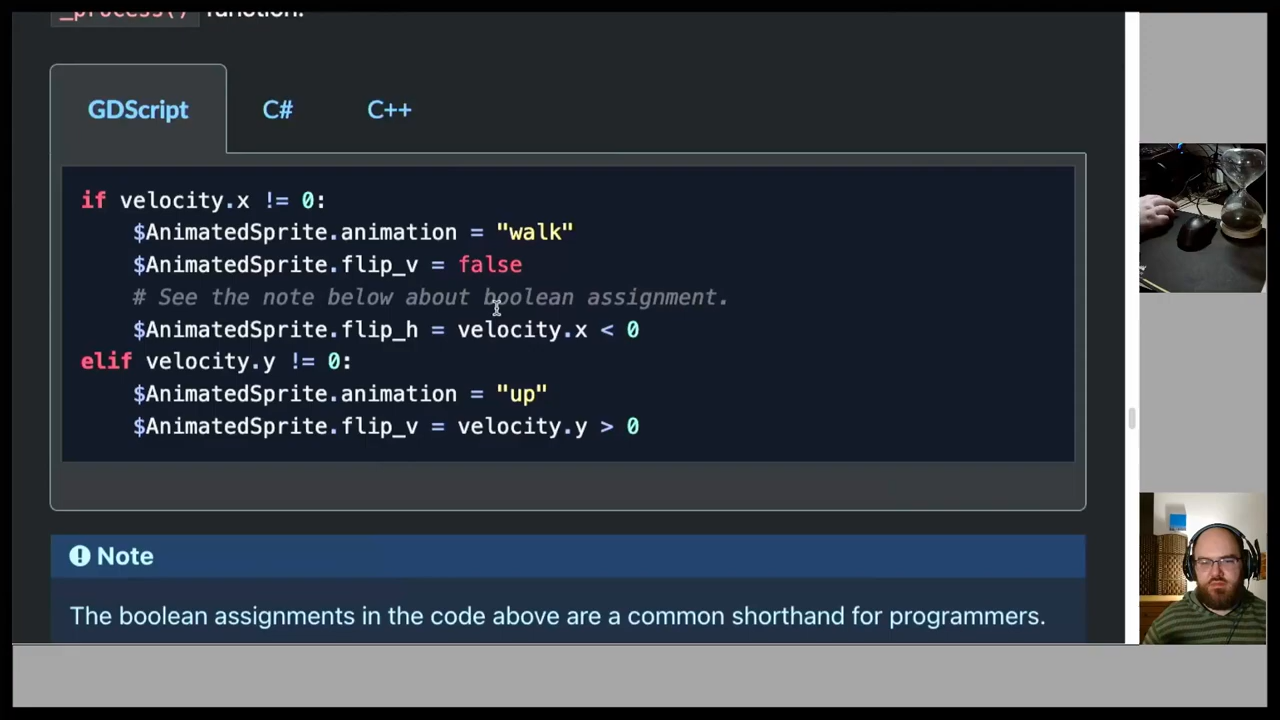 _process() function:
GDScript C# C++
if velocity.x != 0:
$AnimatedSprite.animation = "walk"
$AnimatedSprite.flip_v = false
# See the note below about boolean assignment.
$AnimatedSprite.flip_h = velocity.x < 0
elif velocity.y != 0:
$AnimatedSprite.animation = "up"
$AnimatedSprite.flip_v = velocity.y > 0
Note
The boolean assignments in the code above are a common shorthand for programmers.